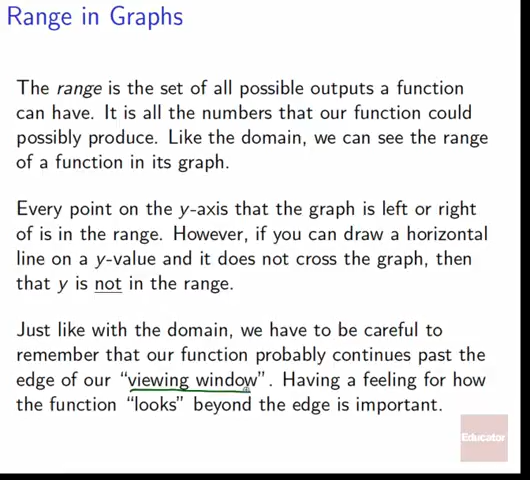 Range in Graphs
The range is the set of all possible outputs a function
can have. It is all the numbers that our function could
possibly produce. Like the domain, we can see the range
of a function in its graph.
Every point on the y-axis that the graph is left or right
of is in the range. However, if you can draw a horizontal
line on a y-value and it does not cross the graph, then
that y is not in the range.
Just like with the domain, we have to be careful to
remember that our function probably continues past the
edge of our “viewing window”. Having a feeling for how
the function “looks” beyond the edge is important.
Educator